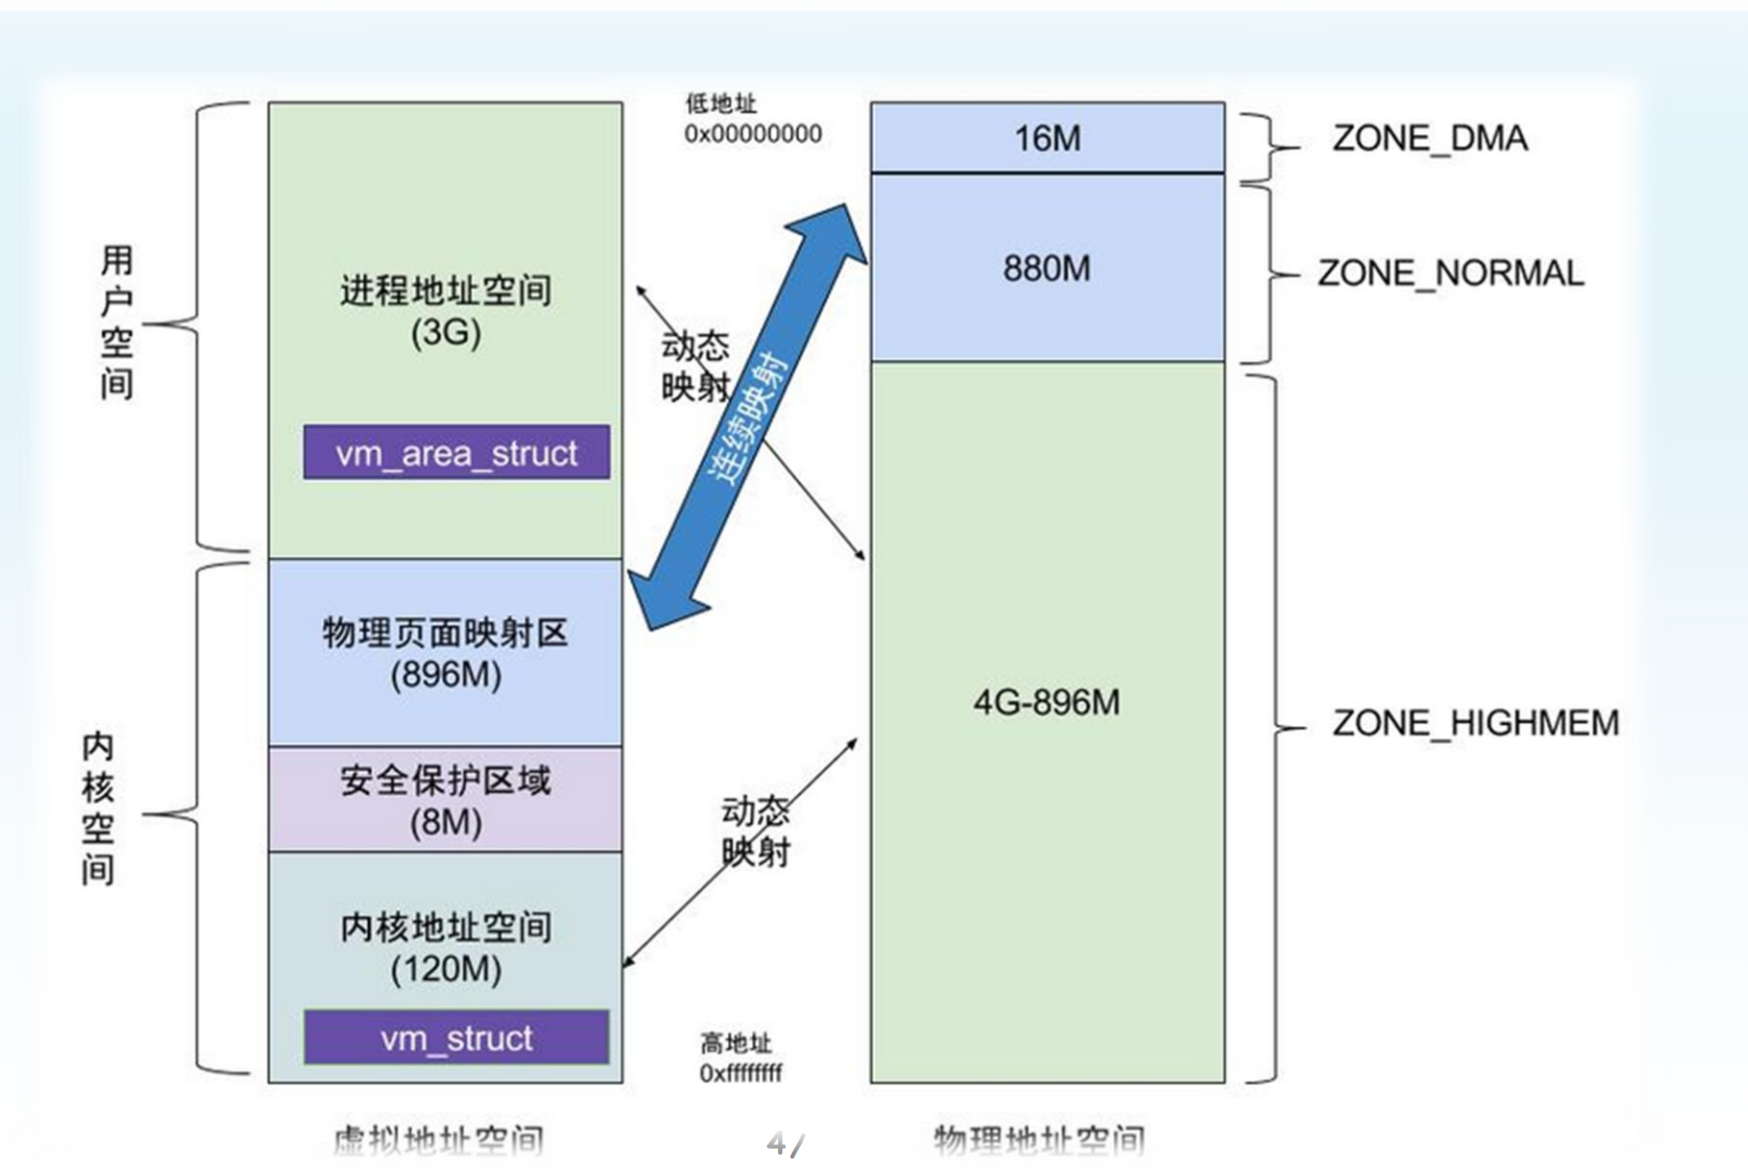 低地址
0x00000000
16M
ZONE_DMA
880M
ZONE_NORMAL
用户空间
进程地址空间
(3G)
动态
映射
连续映射
vm_area_struct
物理页面映射区
(896M)
4G-896M
ZONE_HIGHMEM
内核空间
安全保护区域
(8M)
动态
映射
内核地址空间
(120M)
vm_struct
高地址
0xffffffff
虚拟地址空间
物理地址空间